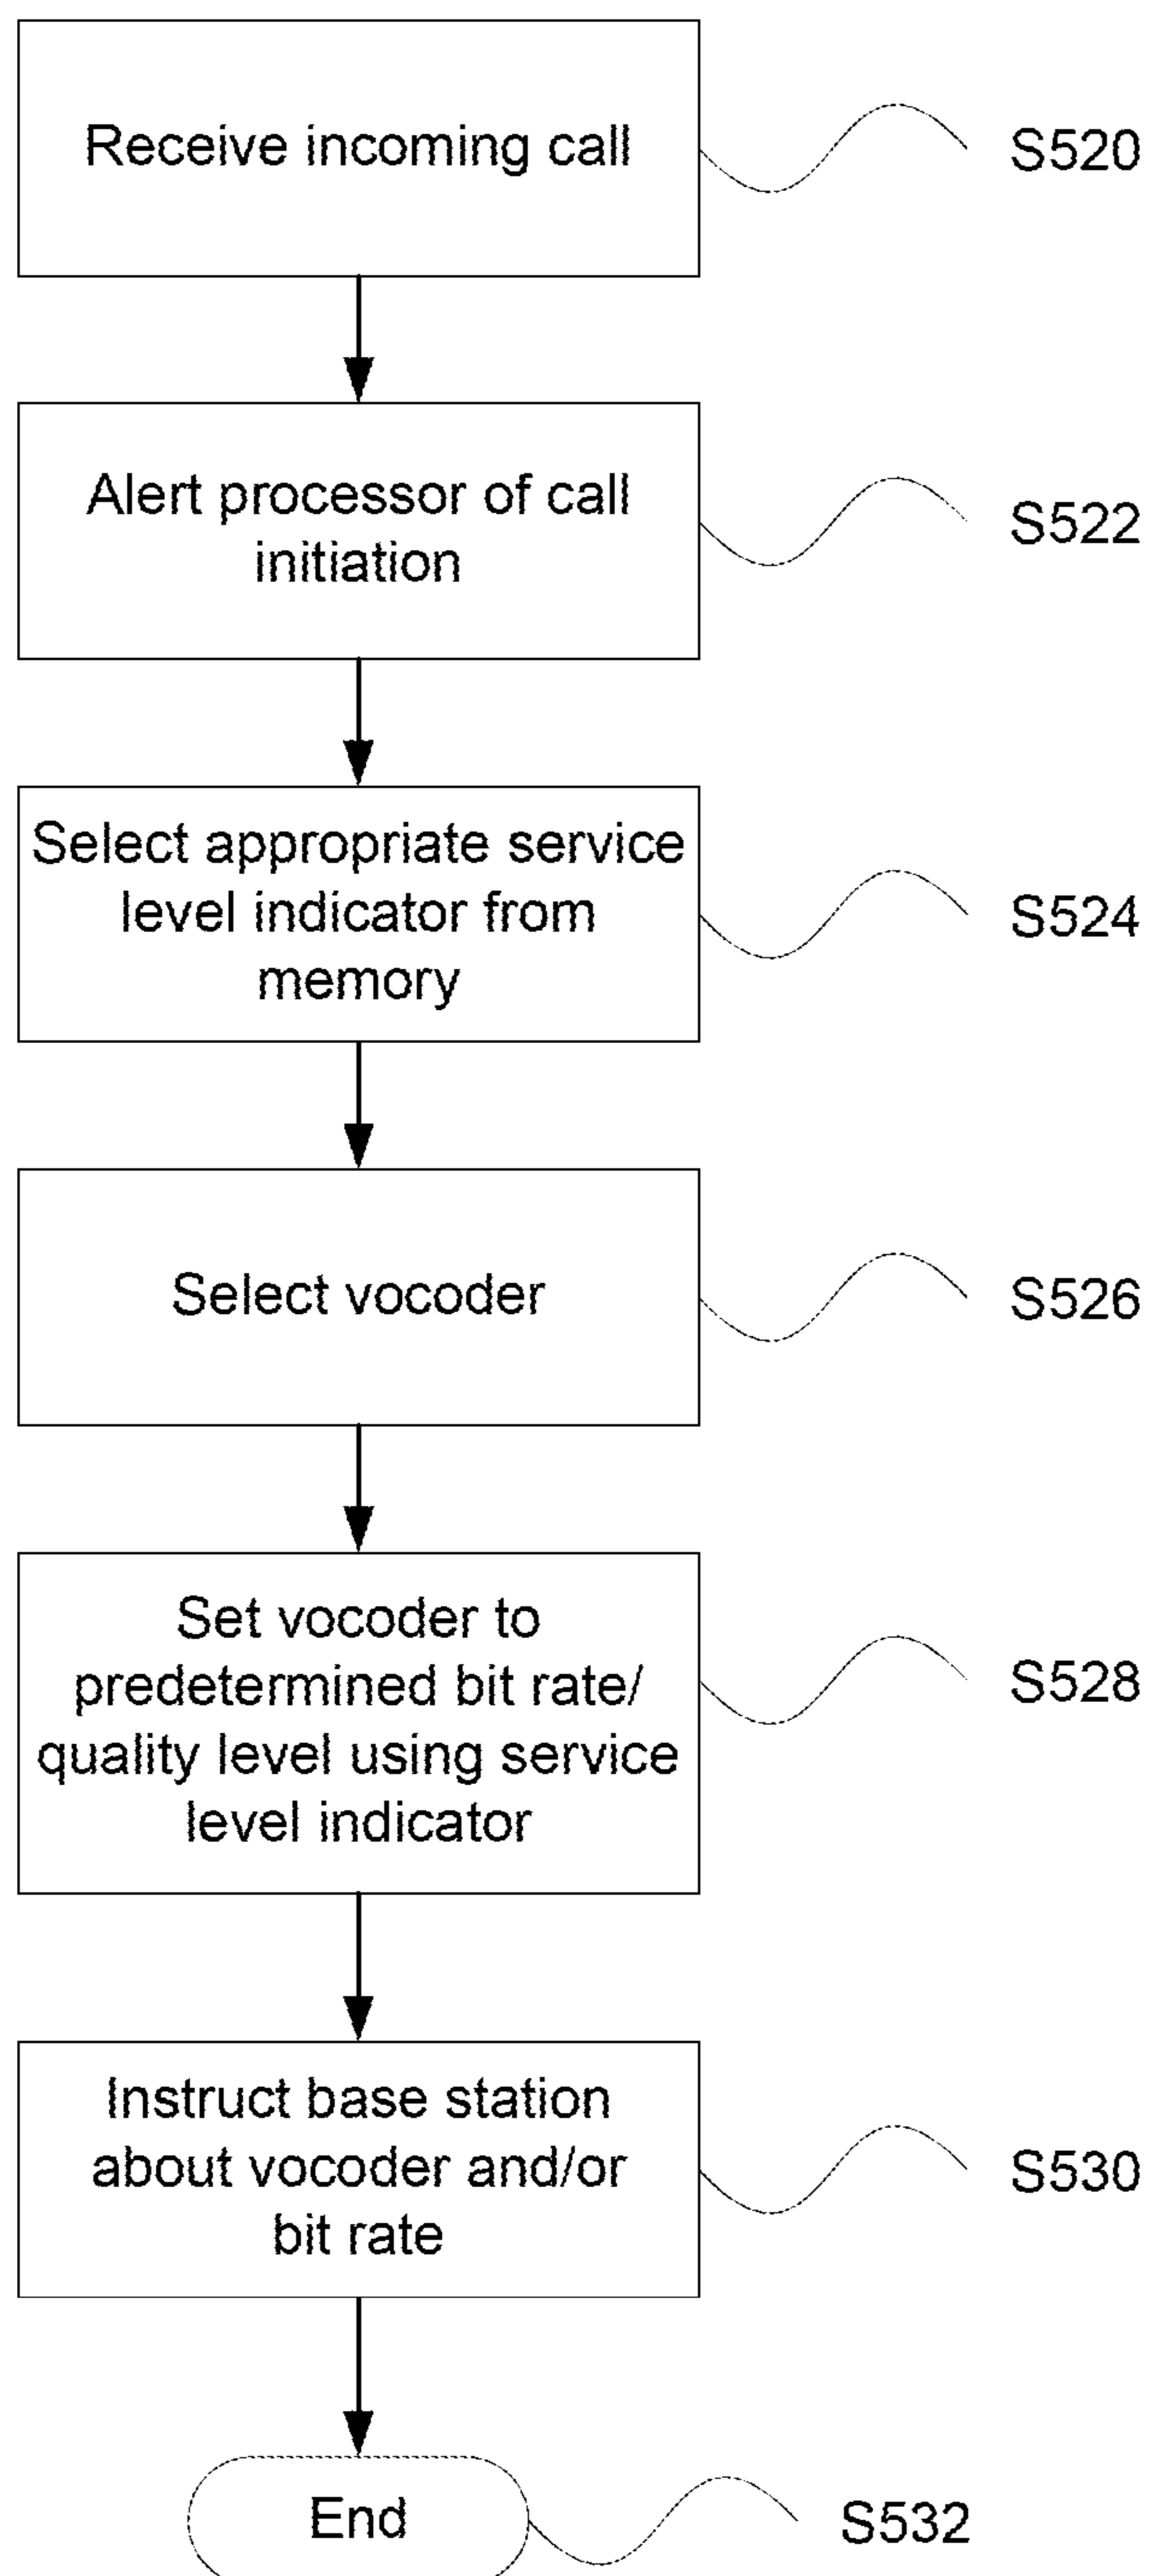 Receive incoming call
S520
Alert processor of call
initiation
S522
Select appropriate service
level indicator from
memory
S524
Select vocoder
S526
Set vocoder to
predetermined bit rate/
quality level using service
level indicator
S528
Instruct base station
about vocoder and/or
bit rate
S530
End
S532